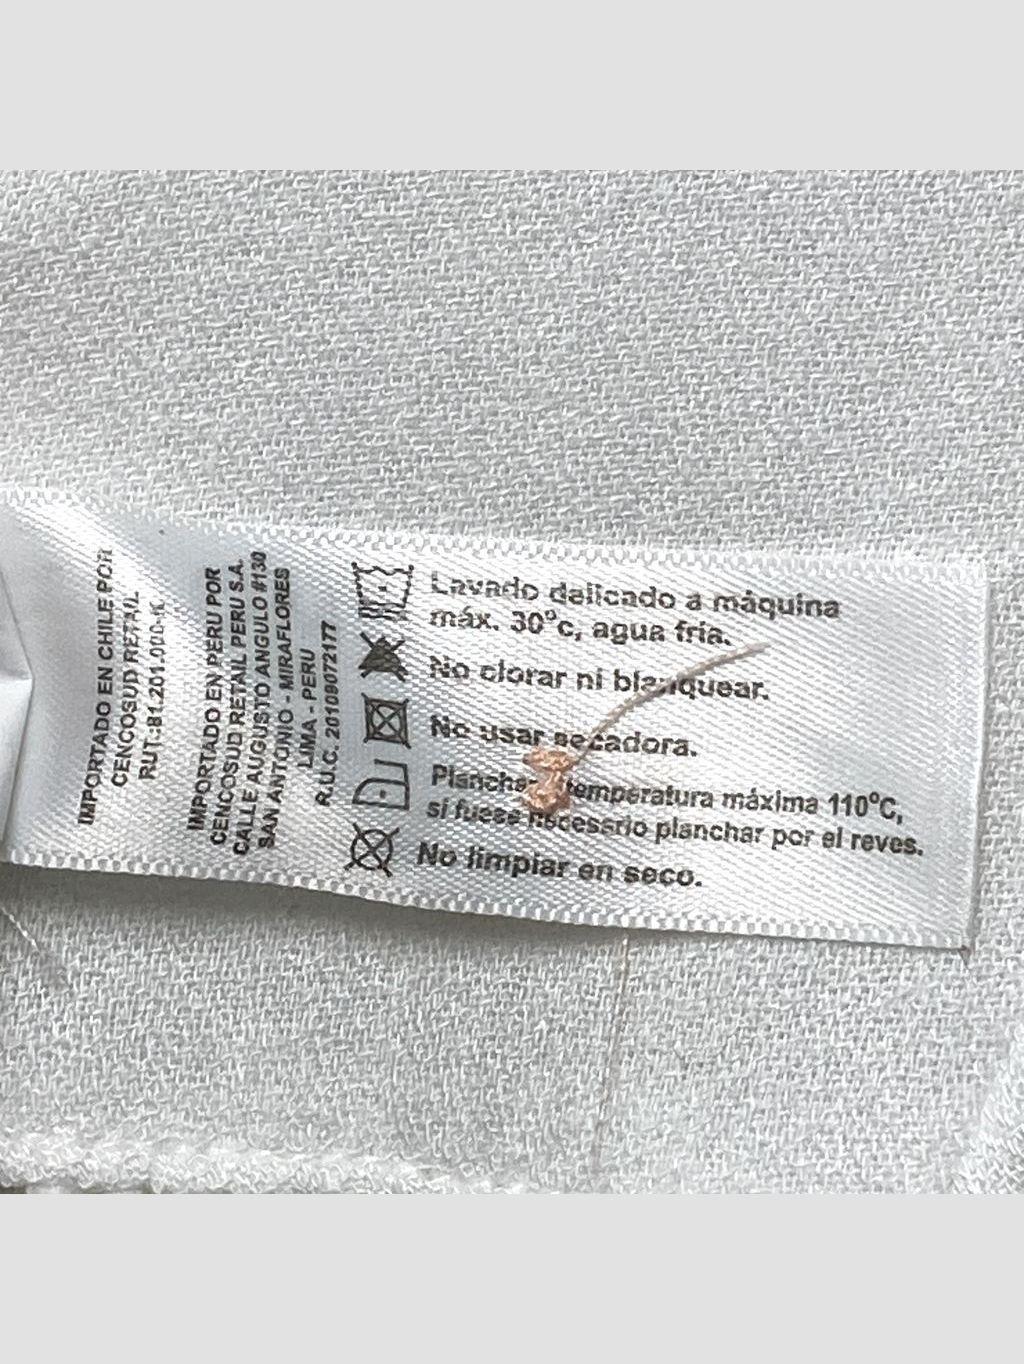 IMPORTADO EN CHILE POR
CENCOSUD RETAIL
RUT.:81.201.000-K
IMPORTADO EN PERU POR
CENCOSUD RETAIL PERU S.A.
CALLE AUGUSTO ANGULO #130
SAN ANTONIO - MIRAFLORES
LIMA - PERU
R.U.C. 20109072177
Lavado delicado a máquina
máx. 30°c, agua fría.
No clorar ni blanquear.
No usar secadora.
Planchar temperatura máxima 110°C,
si fuese necesario planchar por el reves.
No limpiar en seco.